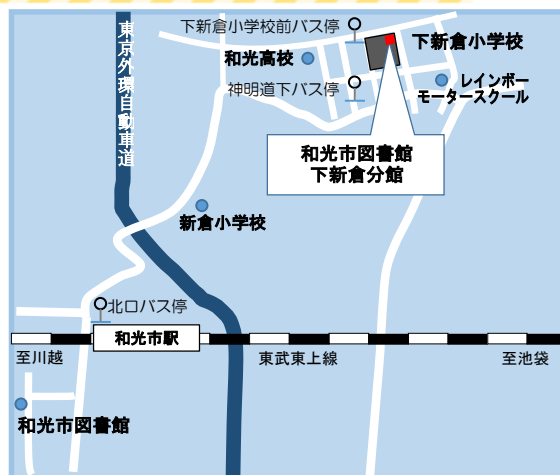 下新倉小学校前バス停
下新倉小学校
和光高校
神明道下バス停
レインボー
モータースクール
東京外環自動車道
和光市図書館
下新倉分館
新倉小学校
北口バス停
和光市駅
至川越
東武東上線
至池袋
和光市図書館